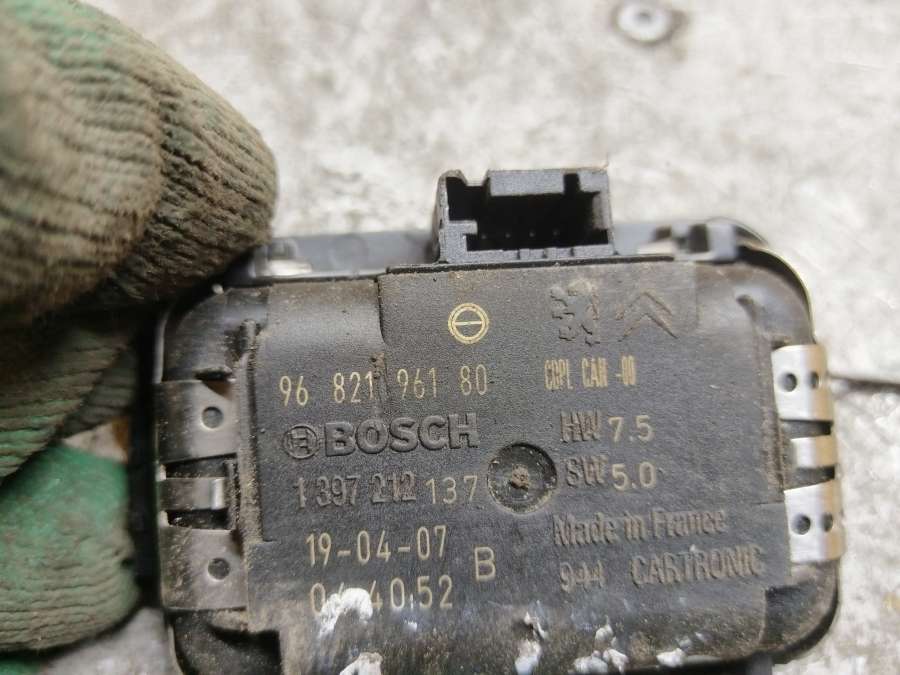 96 821 961 80 CGPL CAN -00
BOSCH HW 7.5
1 397 212 137 SW 5.0
Made in France
19-04-07 B 944 CARTRONIC